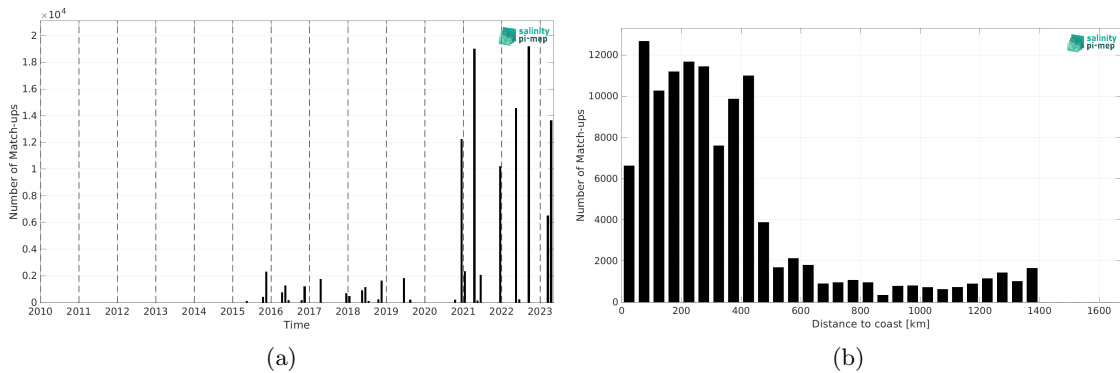 ×10⁴
2
1.8
1.6
1.4
1.2
1
0.8
0.6
0.4
0.2
0
Number of Match-ups
2010 2011 2012 2013 2014 2015 2016 2017 2018 2019 2020 2021 2022 2023
Time
salinity
pi-mep
(a)
12000
10000
8000
6000
4000
2000
0
Number of Match-ups
0 200 400 600 800 1000 1200 1400 1600
Distance to coast [km]
salinity
pi-mep
(b)